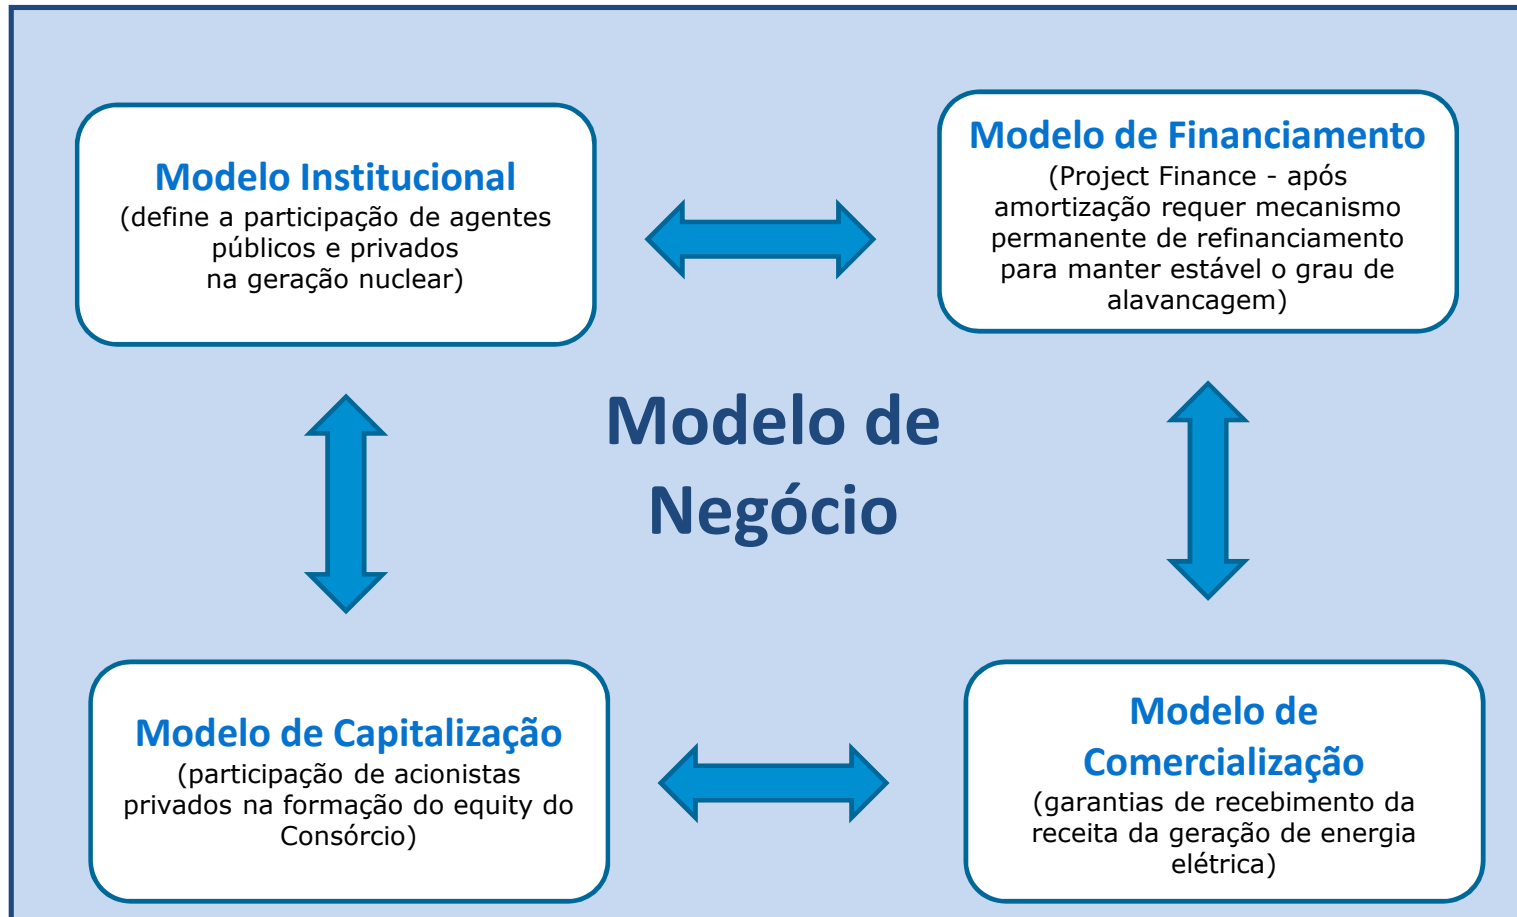 Modelo Institucional
(define a participação de agentes
públicos e privados
na geração nuclear)
Modelo de Financiamento
(Project Finance - após
amortização requer mecanismo
permanente de refinanciamento
para manter estável o grau de
alavancagem)
Modelo de
Negócio
Modelo de Capitalização
(participação de acionistas
privados na formação do equity do
Consórcio)
Modelo de
Comercialização
(garantias de recebimento da
receita da geração de energia
elétrica)